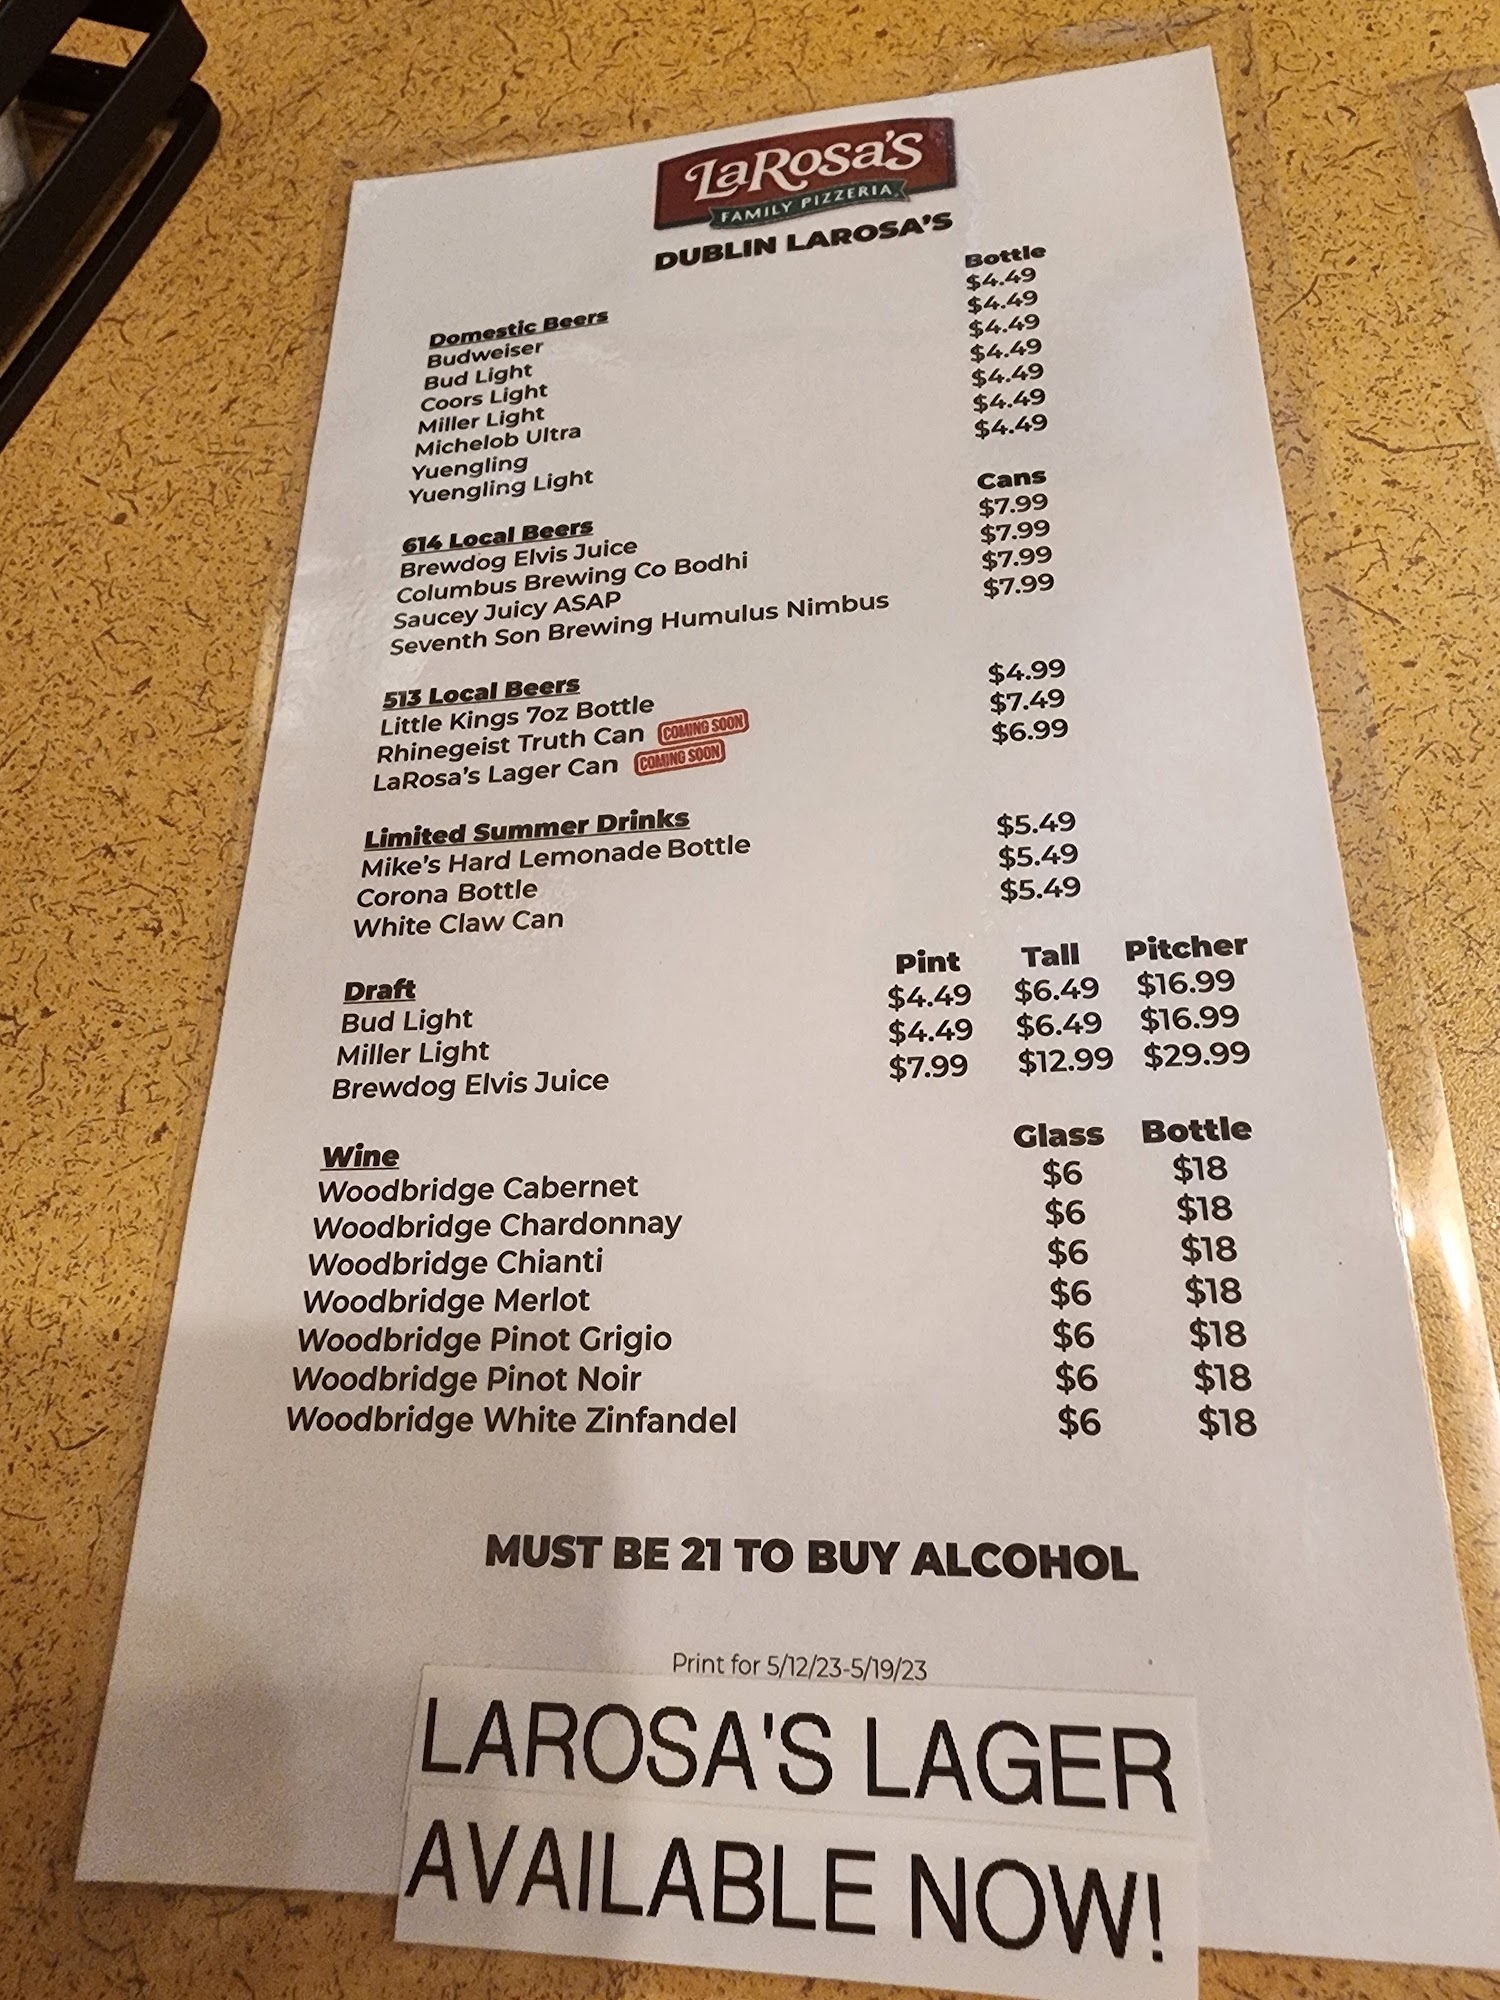 LaRosa's
FAMILY PIZZERIA
DUBLIN LAROSA'S
Bottle
Domestic Beers
Budweiser $4.49
Bud Light $4.49
Coors Light $4.49
Miller Light $4.49
Michelob Ultra $4.49
Yuengling $4.49
Yuengling Light $4.49
Cans
614 Local Beers
Brewdog Elvis Juice $7.99
Columbus Brewing Co Bodhi $7.99
Saucey Juicy ASAP $7.99
Seventh Son Brewing Humulus Nimbus $7.99
513 Local Beers
Little Kings 7oz Bottle $4.99
Rhinegeist Truth Can COMING SOON $7.49
LaRosa's Lager Can COMING SOON $6.99
Limited Summer Drinks
Mike's Hard Lemonade Bottle $5.49
Corona Bottle $5.49
White Claw Can $5.49
Pint Tall Pitcher
Draft
Bud Light $4.49 $6.49 $16.99
Miller Light $4.49 $6.49 $16.99
Brewdog Elvis Juice $7.99 $12.99 $29.99
Glass Bottle
Wine
Woodbridge Cabernet $6 $18
Woodbridge Chardonnay $6 $18
Woodbridge Chianti $6 $18
Woodbridge Merlot $6 $18
Woodbridge Pinot Grigio $6 $18
Woodbridge Pinot Noir $6 $18
Woodbridge White Zinfandel $6 $18
MUST BE 21 TO BUY ALCOHOL
Print for 5/12/23-5/19/23
LAROSA'S LAGER
AVAILABLE NOW!